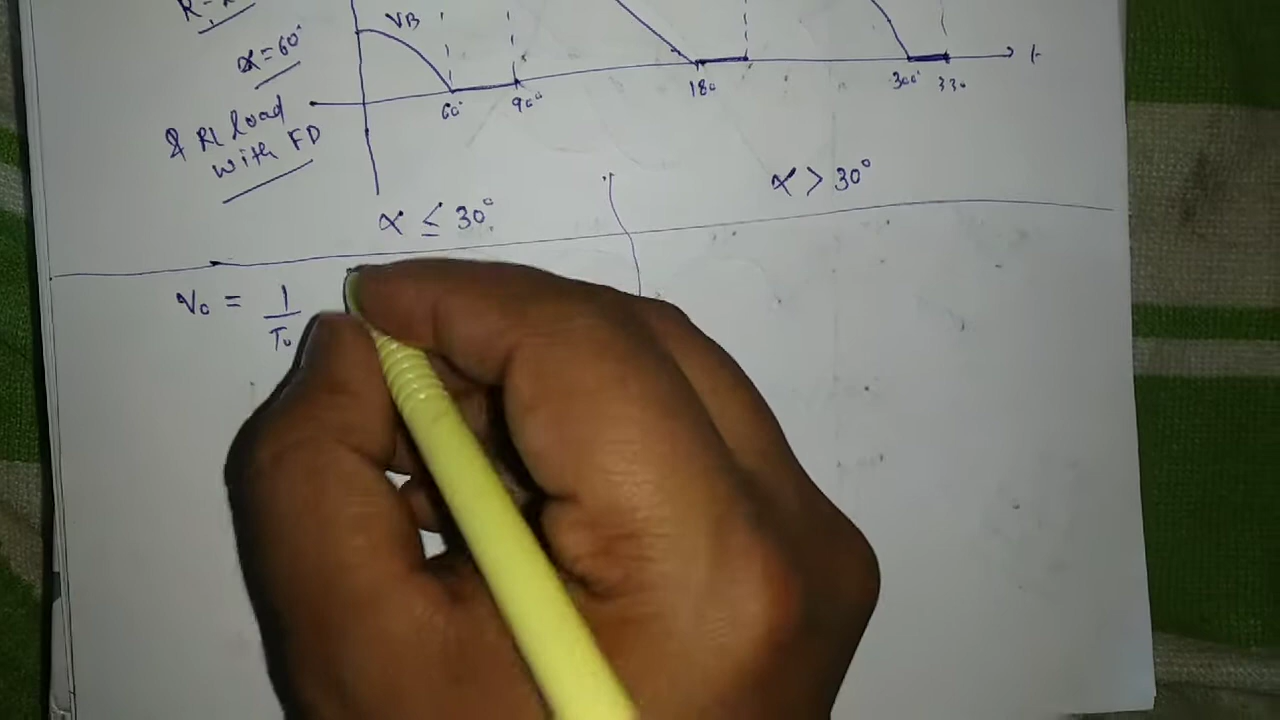 VB
α=60°
& RL load
with FD
60° 90° 180 300° 330
α ≤ 30°
α > 30°
V₀ = 1/T₀